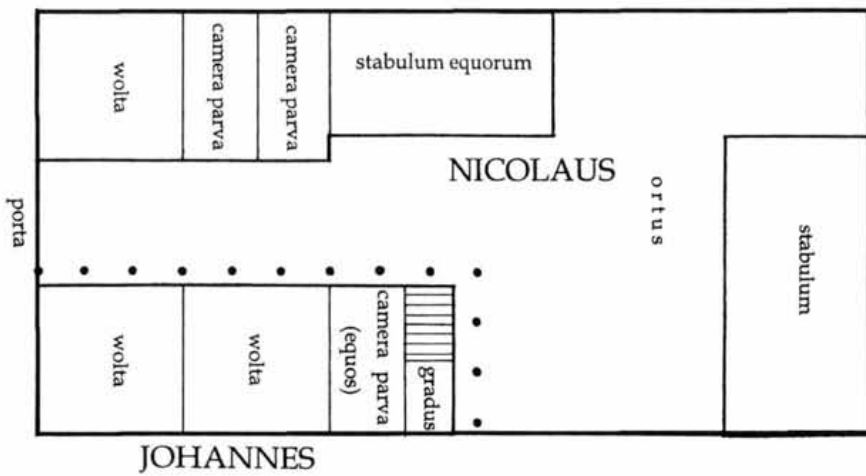 wolta
camera parva
camera parva
stabulum equorum
NICOLAUS
ortus
stabulum
porta
wolta
wolta
camera parva
(equos)
gradus
JOHANNES